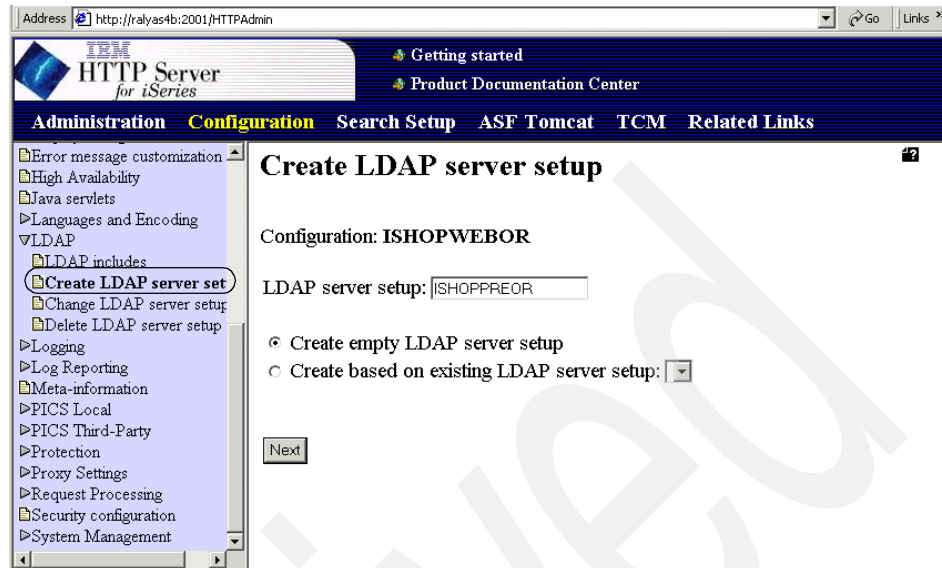 Address http://ralyas4b:2001/HTTPAdmin Go Links »
IBM
HTTP Server
for iSeries
Getting started
Product Documentation Center
Administration Configuration Search Setup ASF Tomcat TCM Related Links
Error message customization
High Availability
Java servlets
Languages and Encoding
LDAP
LDAP includes
Create LDAP server set
Change LDAP server setup
Delete LDAP server setup
Logging
Log Reporting
Meta-information
PICS Local
PICS Third-Party
Protection
Proxy Settings
Request Processing
Security configuration
System Management
Create LDAP server setup
Configuration: ISHOPWEBOR
LDAP server setup: ISHOPPREOR
Create empty LDAP server setup
Create based on existing LDAP server setup:
Next